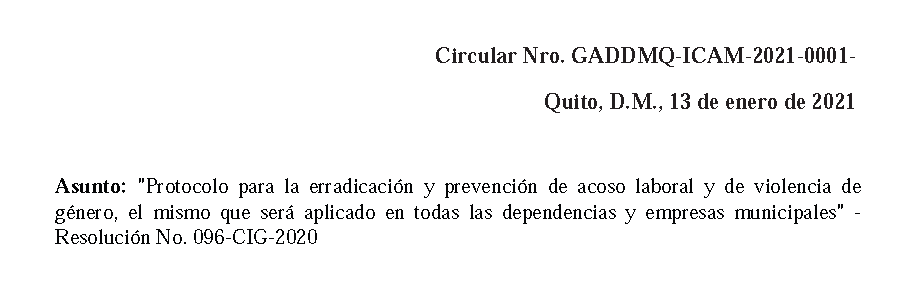 Circular Nro. GADDMQ-ICAM-2021-0001-
Quito, D.M., 13 de enero de 2021
Asunto: "Protocolo para la erradicación y prevención de acoso laboral y de violencia de
género, el mismo que será aplicado en todas las dependencias y empresas municipales" -
Resolución No. 096-CIG-2020